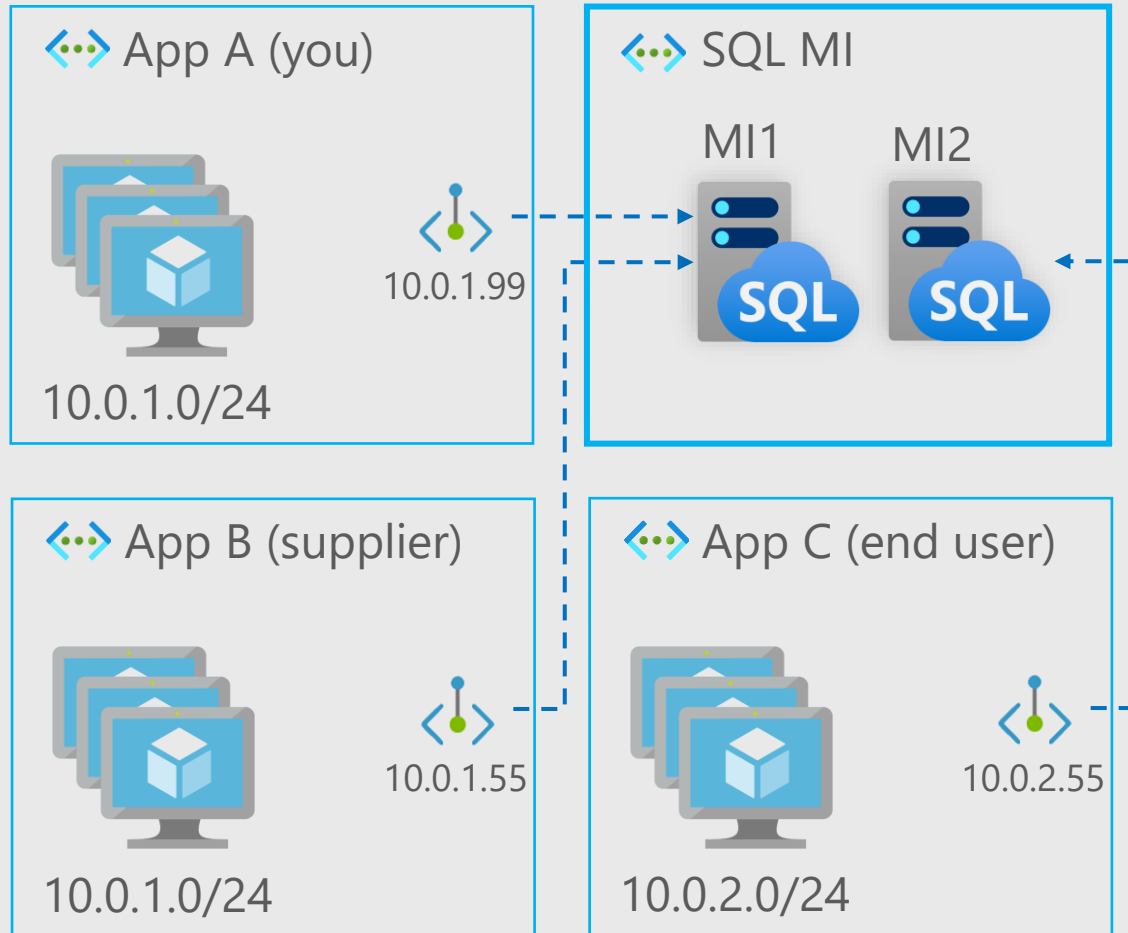 App A (you)
10.0.1.99
10.0.1.0/24
SQL MI
MI1
MI2
SQL
SQL
App B (supplier)
10.0.1.55
10.0.1.0/24
App C (end user)
10.0.2.55
10.0.2.0/24